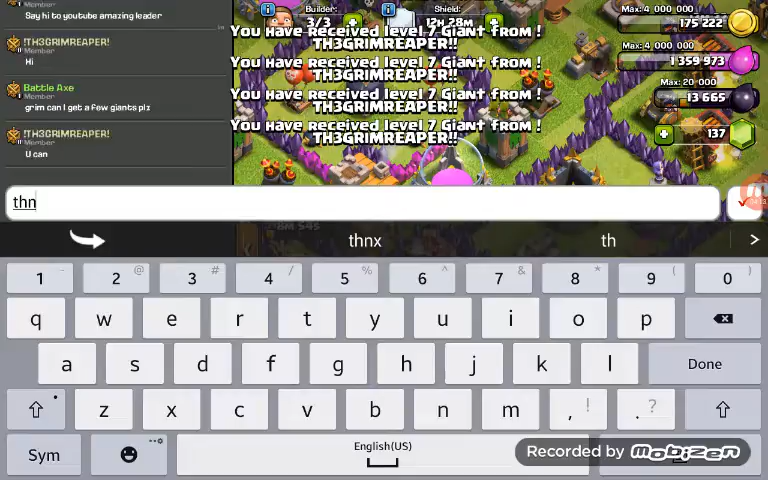 Say hi to youtube amazing leader
!TH3GRIMREAPER!
Member
Hi
Battle Axe
Member
grim can I get a few giants plz
!TH3GRIMREAPER!
Member
U can
Builder:
3/3
Shield:
12H 28M
Max: 4 000 000
175 222
Max: 4 000 000
1 359 973
Max: 20 000
13 665
137
You have received level 7 Giant from !
TH3GRIMREAPER!!
You have received level 7 Giant from !
TH3GRIMREAPER!!
You have received level 7 Giant from !
TH3GRIMREAPER!!
You have received level 7 Giant from !
TH3GRIMREAPER!!
thn
8M 54s
thnx th >
1 - 2 @ 3 # 4 / 5 % 6 ^ 7 & 8 * 9 ( 0 )
q w e r t y u i o p
a s d f g h j k l Done
z x c v b n m , ! . ?
Sym English(US)
Recorded by MOBIZEN